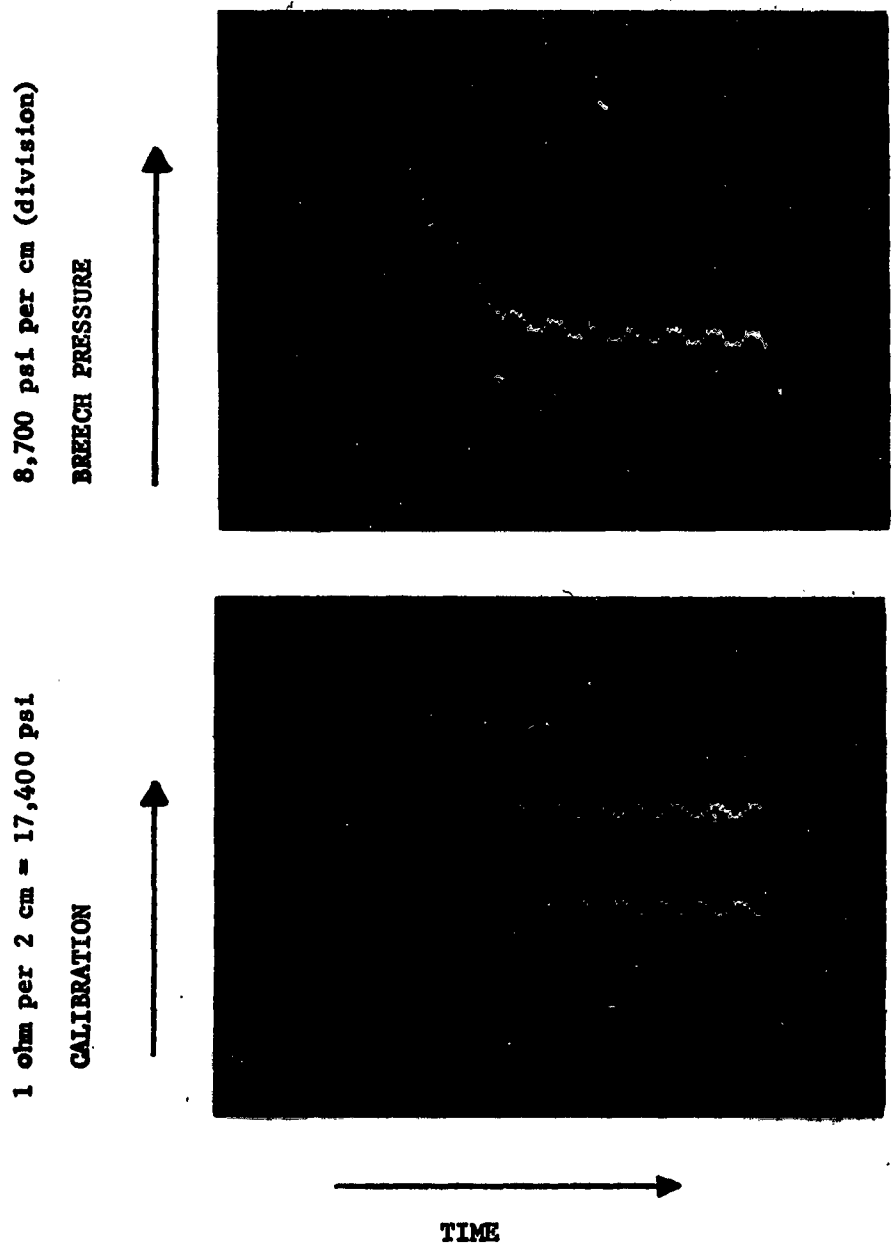 8,700 psi per cm (division)
BREECH PRESSURE
1 ohm per 2 cm = 17,400 psi
CALIBRATION
TIME